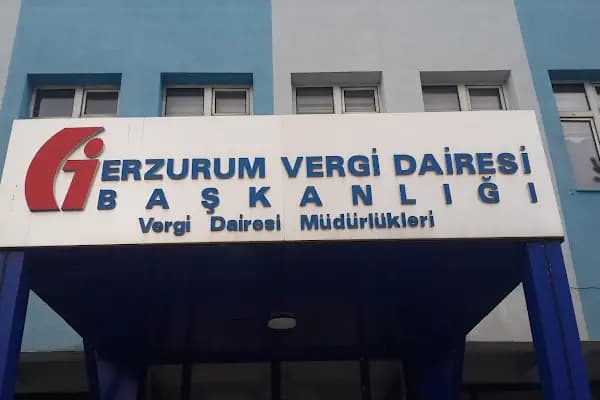 ERZURUM VERGİ DAİRESİ
BAŞKANLIĞI
Vergi Dairesi Müdürlükleri